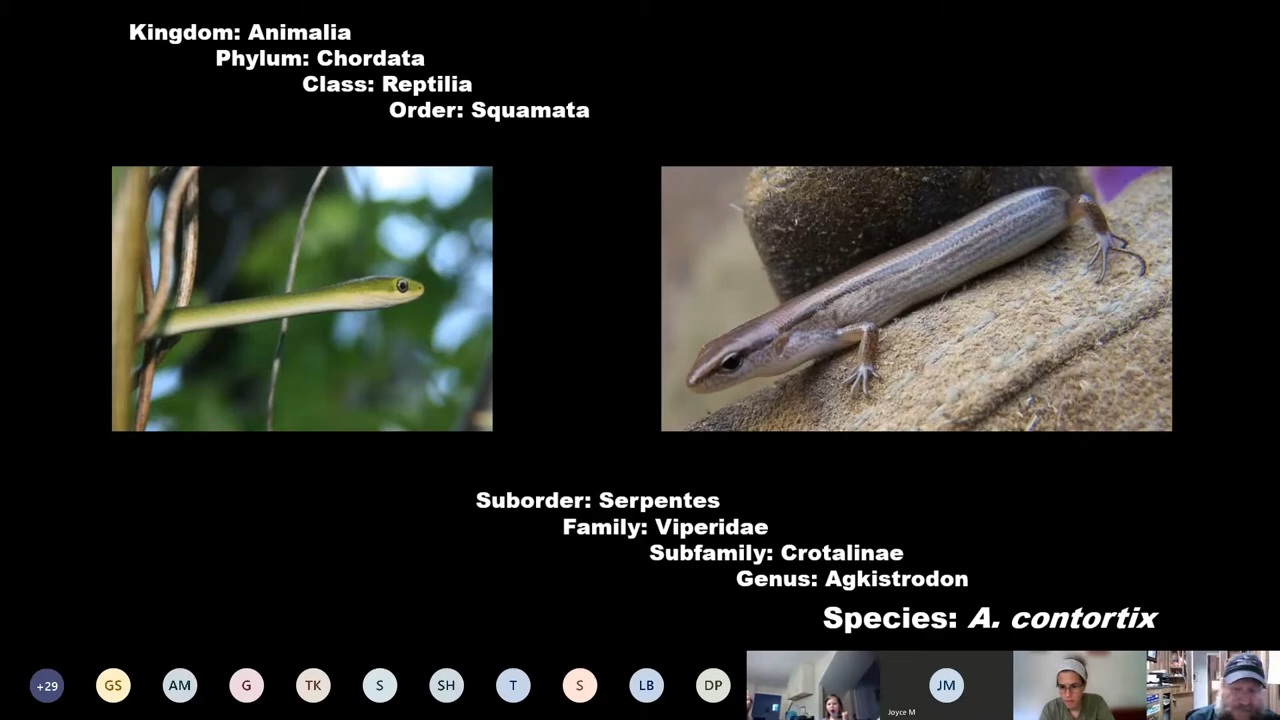 Kingdom: Animalia
Phylum: Chordata
Class: Reptilia
Order: Squamata
Suborder: Serpentes
Family: Viperidae
Subfamily: Crotalinae
Genus: Agkistrodon
Species: A. contortix
+29
GS
AM
G
TK
S
SH
T
S
LB
DP
JM
Joyce M